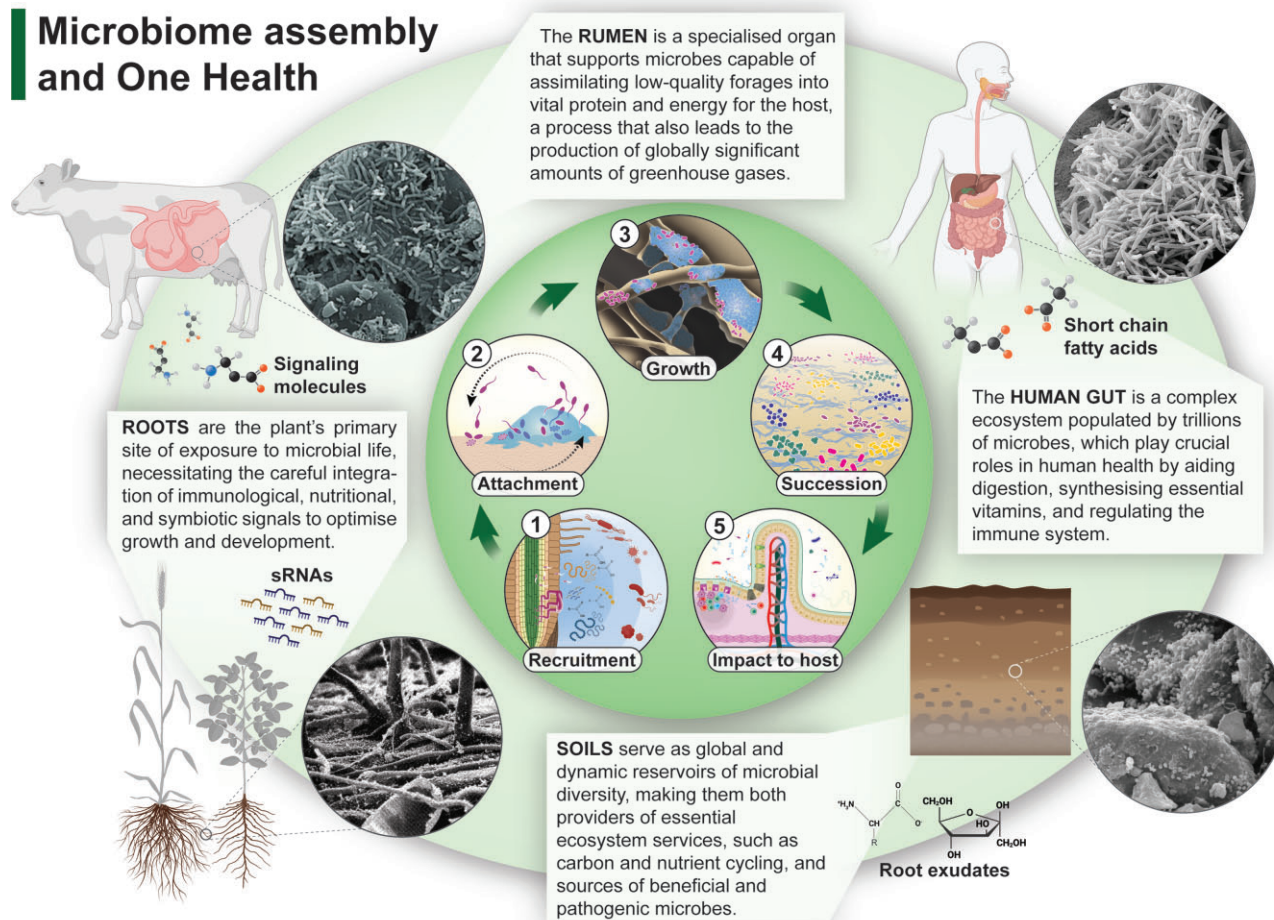 Microbiome assembly
and One Health
The RUMEN is a specialised organ
that supports microbes capable of
assimilating low-quality forages into
vital protein and energy for the host,
a process that also leads to the
production of globally significant
amounts of greenhouse gases.
Signaling
molecules
Short chain
fatty acids
ROOTS are the plant's primary
site of exposure to microbial life,
necessitating the careful integra-
tion of immunological, nutritional,
and symbiotic signals to optimise
growth and development.
The HUMAN GUT is a complex
ecosystem populated by trillions
of microbes, which play crucial
roles in human health by aiding
digestion, synthesising essential
vitamins, and regulating the
immune system.
1
Recruitment
2
Attachment
3
Growth
4
Succession
5
Impact to host
sRNAs
SOILS serve as global and
dynamic reservoirs of microbial
diversity, making them both
providers of essential
ecosystem services, such as
carbon and nutrient cycling, and
sources of beneficial and
pathogenic microbes.
O
⁺H₃N
C
CH
O⁻
R
CH₂OH
O
OH
HO
CH₂OH
OH
Root exudates